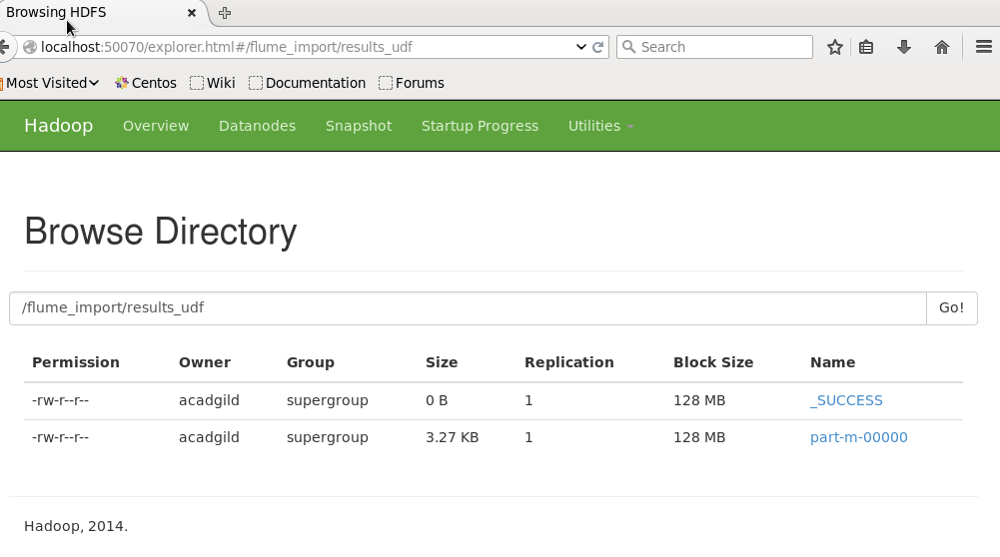 Browsing HDFS
localhost:50070/explorer.html#/flume_import/results_udf
Search
Most Visited Centos Wiki Documentation Forums
Hadoop Overview Datanodes Snapshot Startup Progress Utilities
Browse Directory
/flume_import/results_udf Go!
Permission Owner Group Size Replication Block Size Name
-rw-r--r-- acadgild supergroup 0 B 1 128 MB _SUCCESS
-rw-r--r-- acadgild supergroup 3.27 KB 1 128 MB part-m-00000
Hadoop, 2014.